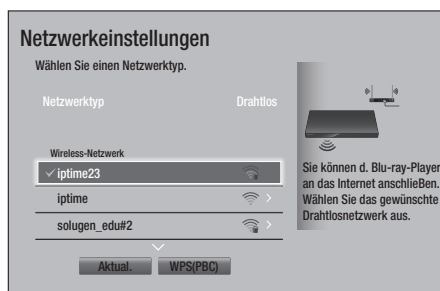 Netzwerkeinstellungen
Wählen Sie einen Netzwerktyp.
Netzwerktyp
Drahtlos
Wireless-Netzwerk
iptime23
iptime
solugen_edu#2
Aktual.
WPS(PBC)
Sie können d. Blu-ray-Player
an das Internet anschlieBen.
Wählen Sie das gewünschte
Drahtlosnetzwerk aus.